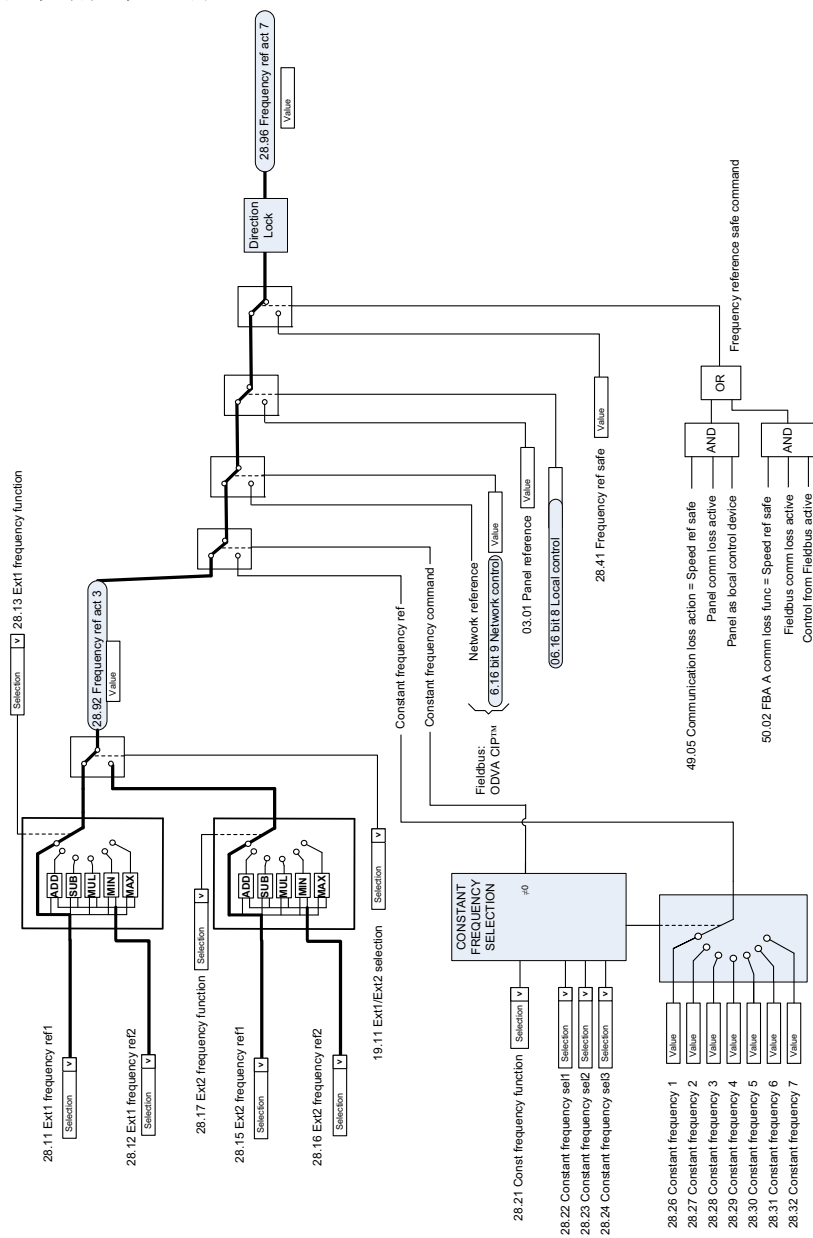 28.11 Ext1 frequency ref1
Selection v
28.12 Ext1 frequency ref2
Selection v
28.13 Ext1 frequency function
Selection v
ADD
SUB
MUL
MIN
MAX
28.17 Ext2 frequency function
Selection v
28.15 Ext2 frequency ref1
Selection v
28.16 Ext2 frequency ref2
Selection v
ADD
SUB
MUL
MIN
MAX
19.11 Ext1/Ext2 selection
Selection v
28.92 Frequency ref act 3
Value
28.21 Const frequency function
Selection v
28.22 Constant frequency sel1
Selection v
28.23 Constant frequency sel2
Selection v
28.24 Constant frequency sel3
Selection v
CONSTANT
FREQUENCY
SELECTION
≠0
28.26 Constant frequency 1
Value
28.27 Constant frequency 2
Value
28.28 Constant frequency 3
Value
28.29 Constant frequency 4
Value
28.30 Constant frequency 5
Value
28.31 Constant frequency 6
Value
28.32 Constant frequency 7
Value
Constant frequency ref
Constant frequency command
Fieldbus:
ODVA CIP™
Network reference
6.16 bit 9 Network control
Value
03.01 Panel reference
Value
06.16 bit 8 Local control
28.41 Frequency ref safe
Value
49.05 Communication loss action = Speed ref safe
Panel comm loss active
Panel as local control device
AND
50.02 FBA A comm loss func = Speed ref safe
Fieldbus comm loss active
Control from Fieldbus active
AND
OR
Frequency reference safe command
Direction
Lock
28.96 Frequency ref act 7
Value